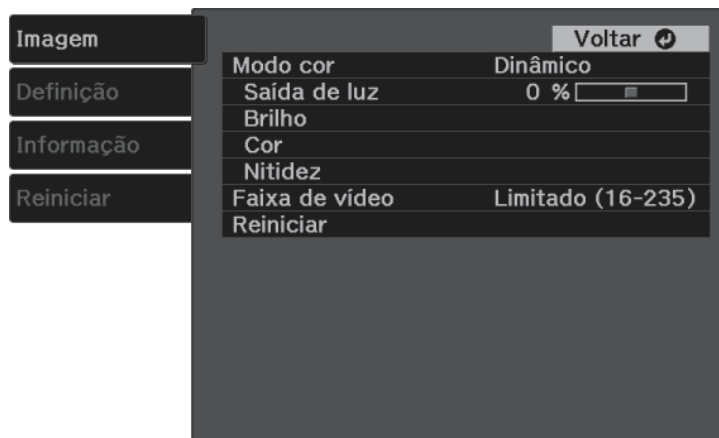 Imagem
Definição
Informação
Reiniciar
Voltar
Modo cor Dinâmico
Saída de luz 0 %
Brilho
Cor
Nitidez
Faixa de vídeo Limitado (16-235)
Reiniciar